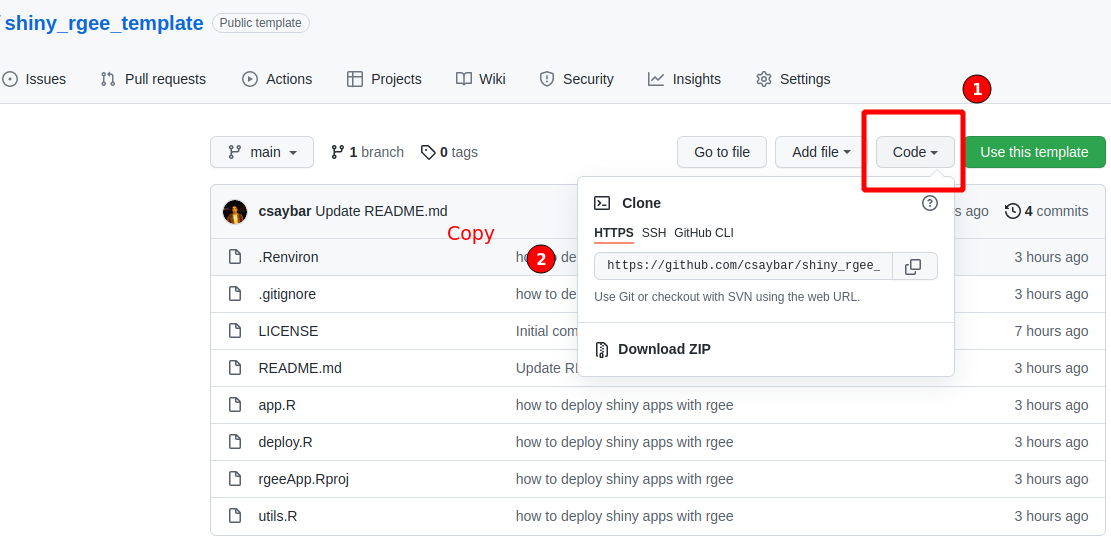 shiny_rgee_template Public template
Issues Pull requests Actions Projects Wiki Security Insights Settings
1
main 1 branch 0 tags Go to file Add file Code Use this template
csaybar Update README.md s ago 4 commits
Clone
Copy
HTTPS SSH GitHub CLI
2
.Renviron how to de 3 hours ago
https://github.com/csaybar/shiny_rgee_
.gitignore how to de 3 hours ago
Use Git or checkout with SVN using the web URL.
LICENSE Initial com 7 hours ago
Download ZIP
README.md Update RE 3 hours ago
app.R how to deploy shiny apps with rgee 3 hours ago
deploy.R how to deploy shiny apps with rgee 3 hours ago
rgeeApp.Rproj how to deploy shiny apps with rgee 3 hours ago
utils.R how to deploy shiny apps with rgee 3 hours ago